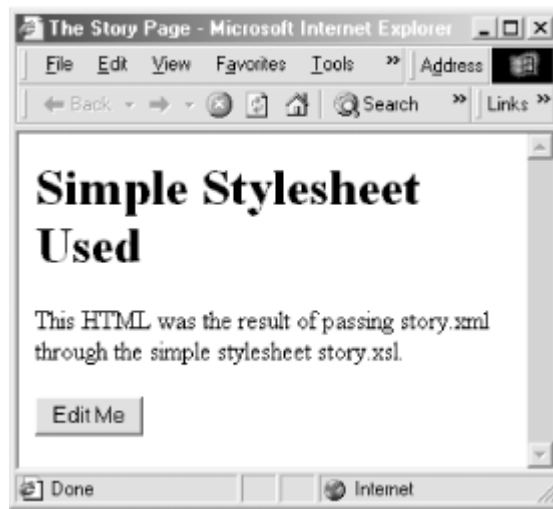 The Story Page - Microsoft Internet Explorer
File Edit View Favorites Tools » Address
Back Search » Links »
Simple Stylesheet
Used
This HTML was the result of passing story.xml
through the simple stylesheet story.xsl.
Edit Me
Done Internet